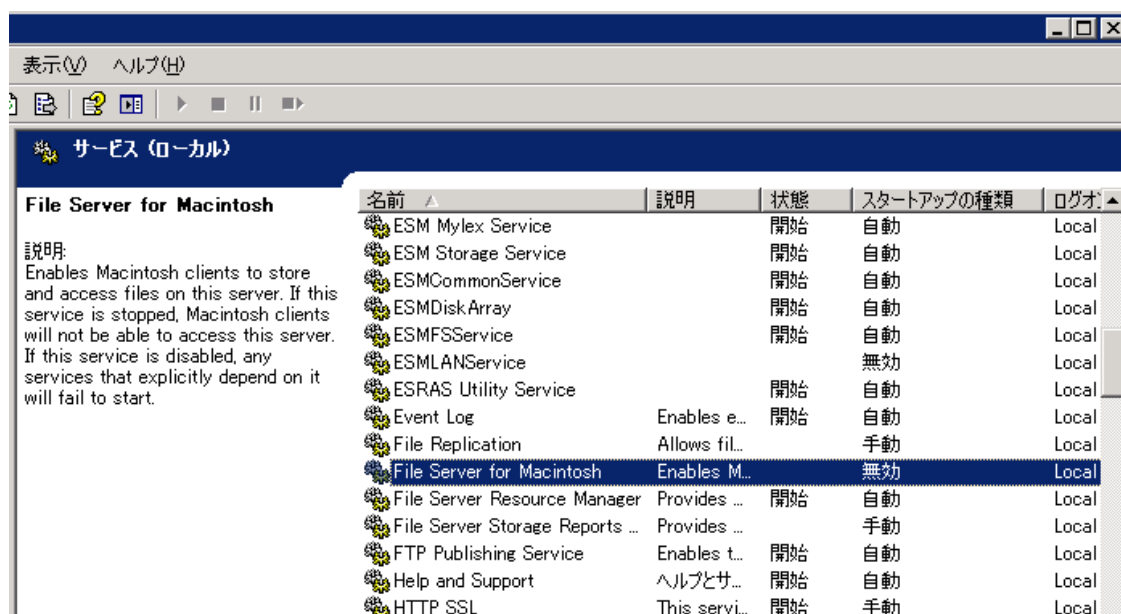 表示(V) ヘルプ(H)
サービス (ローカル)
File Server for Macintosh
説明:
Enables Macintosh clients to store
and access files on this server. If this
service is stopped, Macintosh clients
will not be able to access this server.
If this service is disabled, any
services that explicitly depend on it
will fail to start.
名前 説明 状態 スタートアップの種類 ログオ
ESM Mylex Service 開始 自動 Local
ESM Storage Service 開始 自動 Local
ESMCommonService 開始 自動 Local
ESMDiskArray 開始 自動 Local
ESMFSService 開始 自動 Local
ESMLANService 無効 Local
ESRAS Utility Service 開始 自動 Local
Event Log Enables e... 開始 自動 Local
File Replication Allows fil... 手動 Local
File Server for Macintosh Enables M... 無効 Local
File Server Resource Manager Provides ... 開始 自動 Local
File Server Storage Reports ... Provides ... 手動 Local
FTP Publishing Service Enables t... 開始 自動 Local
Help and Support ヘルプとサ... 開始 自動 Local
HTTP SSL This servi... 開始 手動 Local